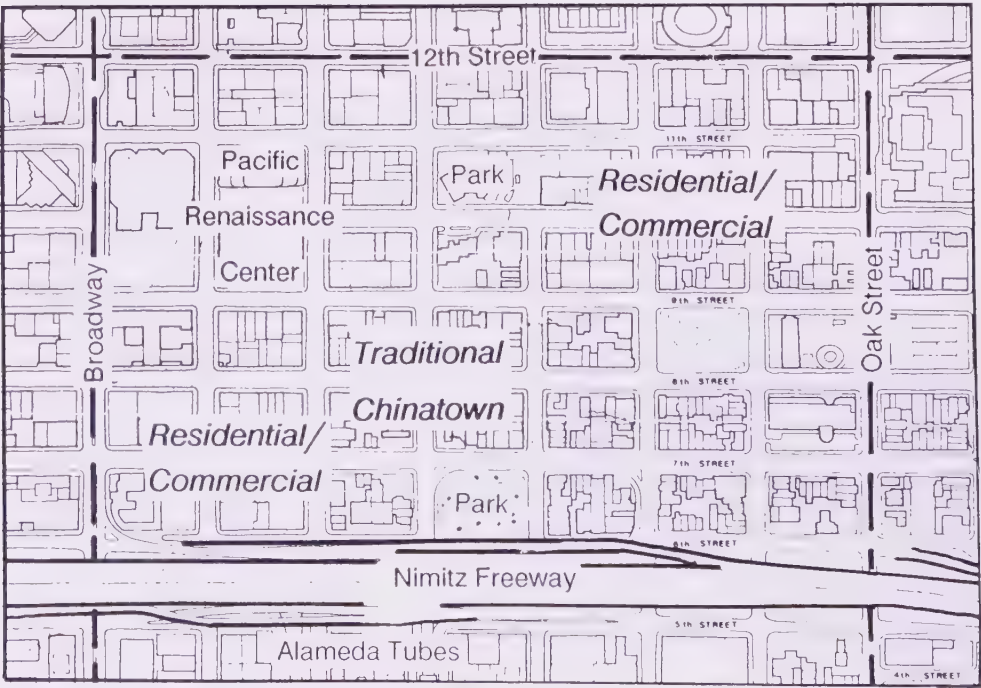 12th Street
11th STREET
Pacific
Park
Residential/
Commercial
Renaissance
Center
Broadway
Oak Street
9th STREET
Traditional
Chinatown
8th STREET
Residential/
Commercial
7th STREET
Park
6th STREET
Nimitz Freeway
5th STREET
Alameda Tubes
4th STREET